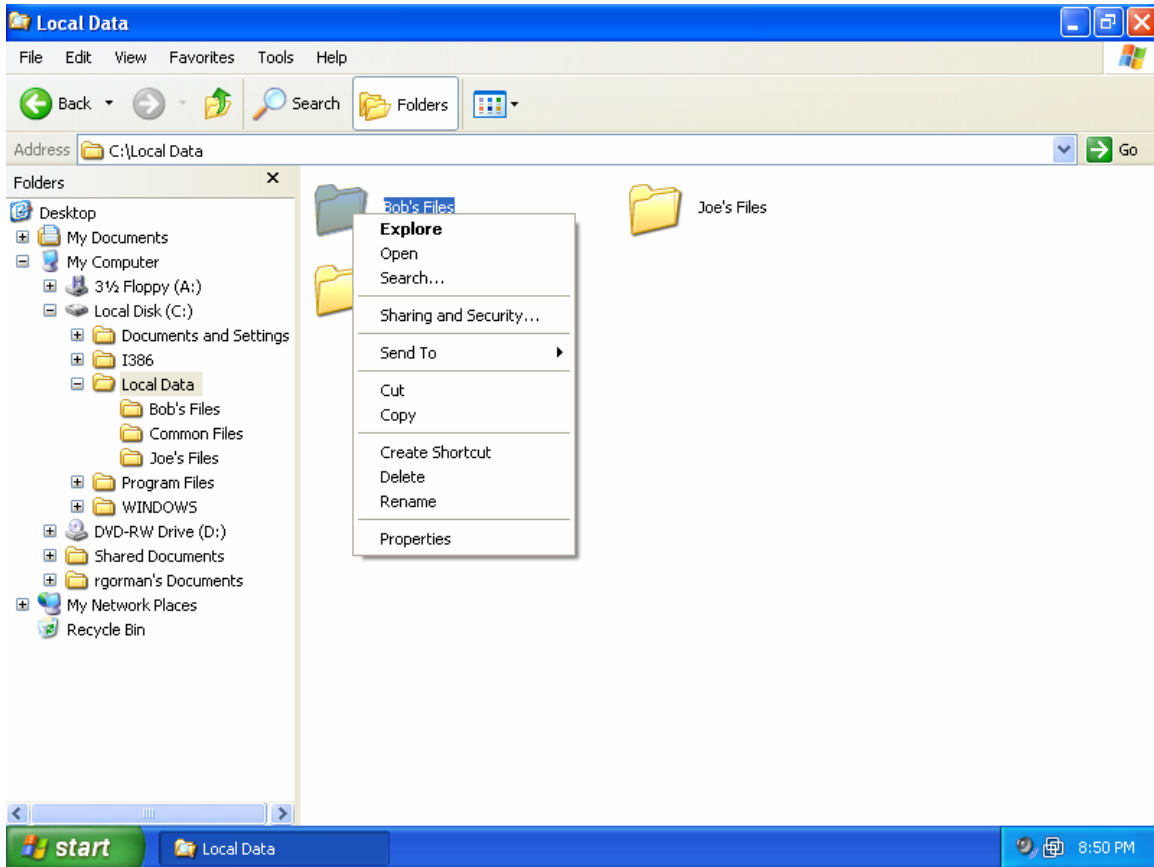 Local Data
File Edit View Favorites Tools Help
Back Search Folders
Address C:\Local Data Go
Folders
Desktop
My Documents
My Computer
3½ Floppy (A:)
Local Disk (C:)
Documents and Settings
I386
Local Data
Bob's Files
Common Files
Joe's Files
Program Files
WINDOWS
DVD-RW Drive (D:)
Shared Documents
rgorman's Documents
My Network Places
Recycle Bin
Bob's Files
Joe's Files
Explore
Open
Search...
Sharing and Security...
Send To
Cut
Copy
Create Shortcut
Delete
Rename
Properties
start Local Data 8:50 PM